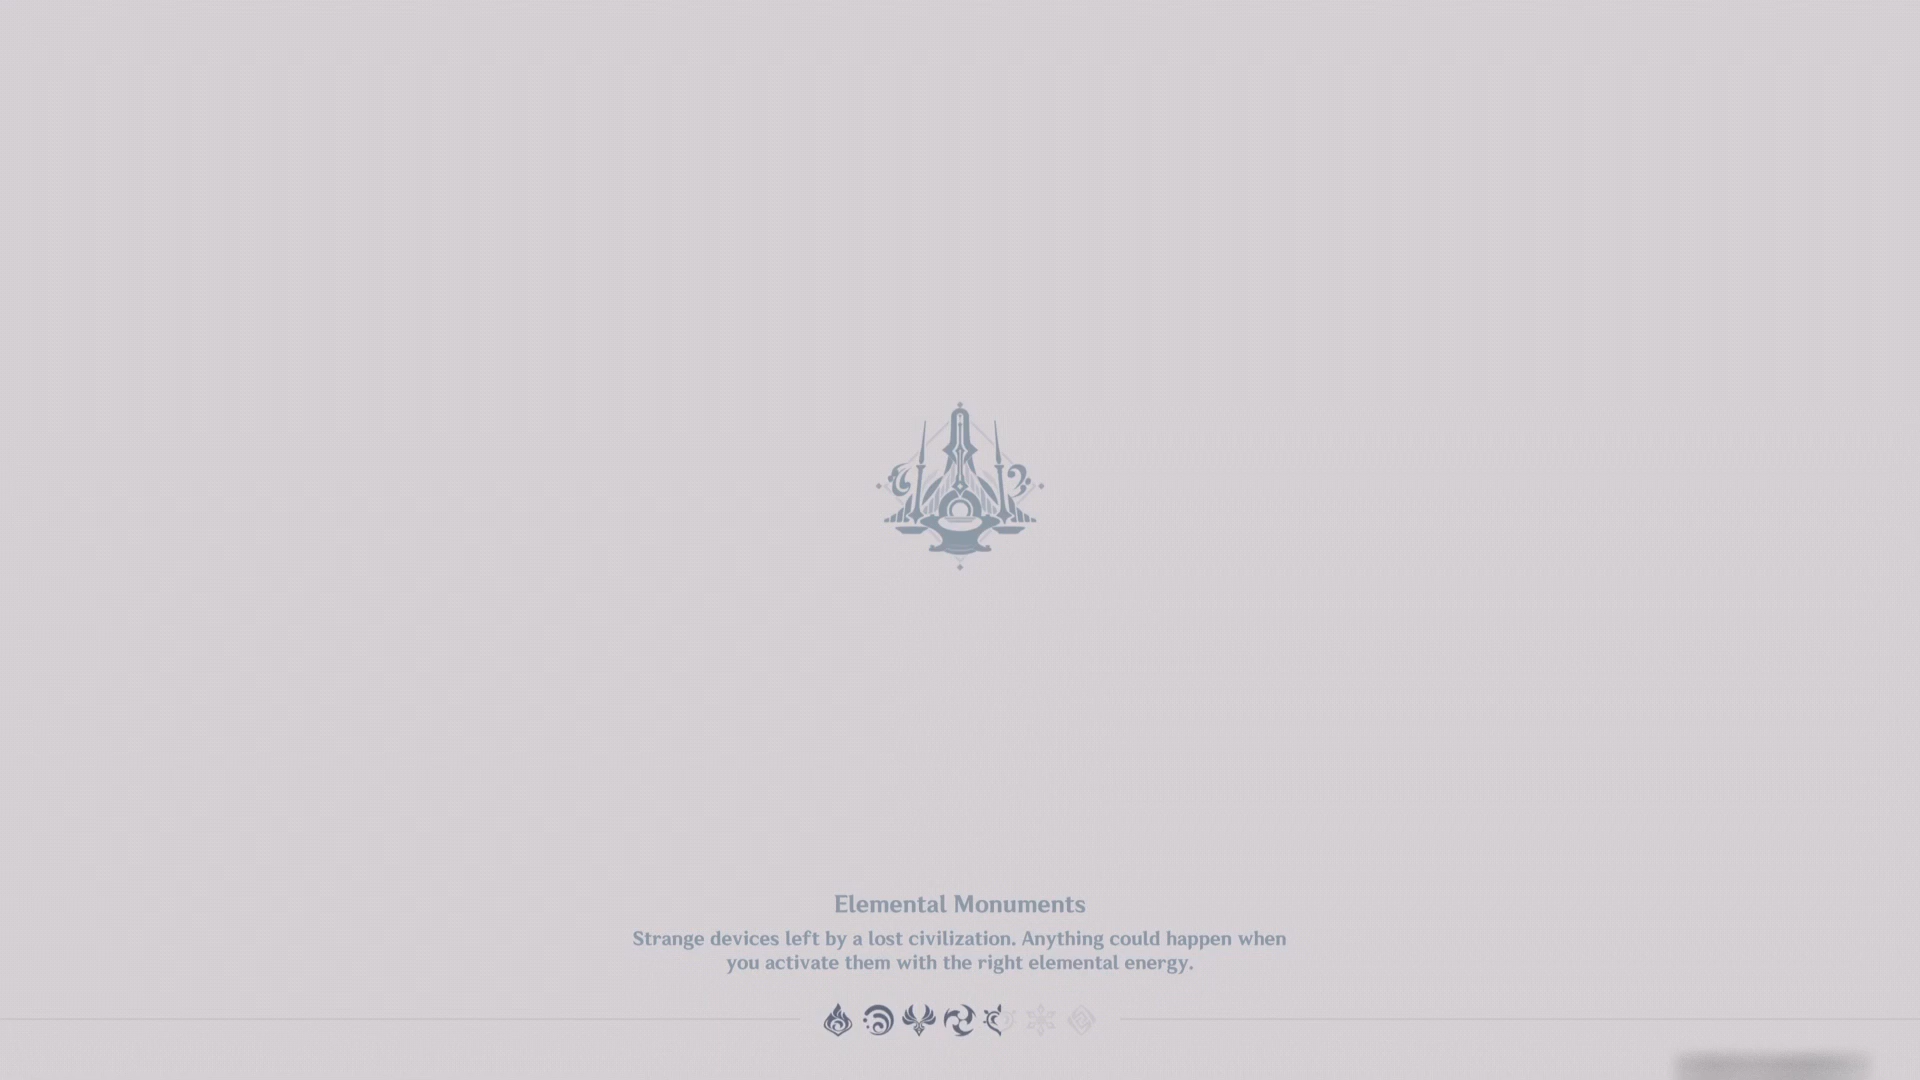 Elemental Monuments
Strange devices left by a lost civilization. Anything could happen when
you activate them with the right elemental energy.